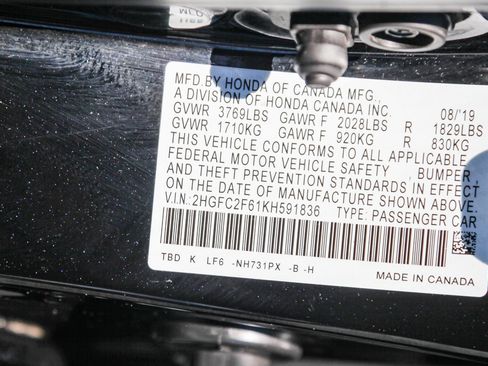 MFD.BY HONDA OF CANADA MFG.,
A DIVISION OF HONDA CANADA INC. 08/'19
GVWR 3769LBS GAWR F 2028LBS R 1829LBS
GVWR 1710KG GAWR F 920KG R 830KG
THIS VEHICLE CONFORMS TO ALL APPLICABLE
FEDERAL MOTOR VEHICLE SAFETY , BUMPER,
AND THEFT PREVENTION STANDARDS IN EFFECT
ON THE DATE OF MANUFACTURE SHOWN ABOVE.
V.I.N.:2HGFC2F61KH591836 TYPE: PASSENGER CAR
TBD K LF6 -NH731PX -B -H MADE IN CANADA